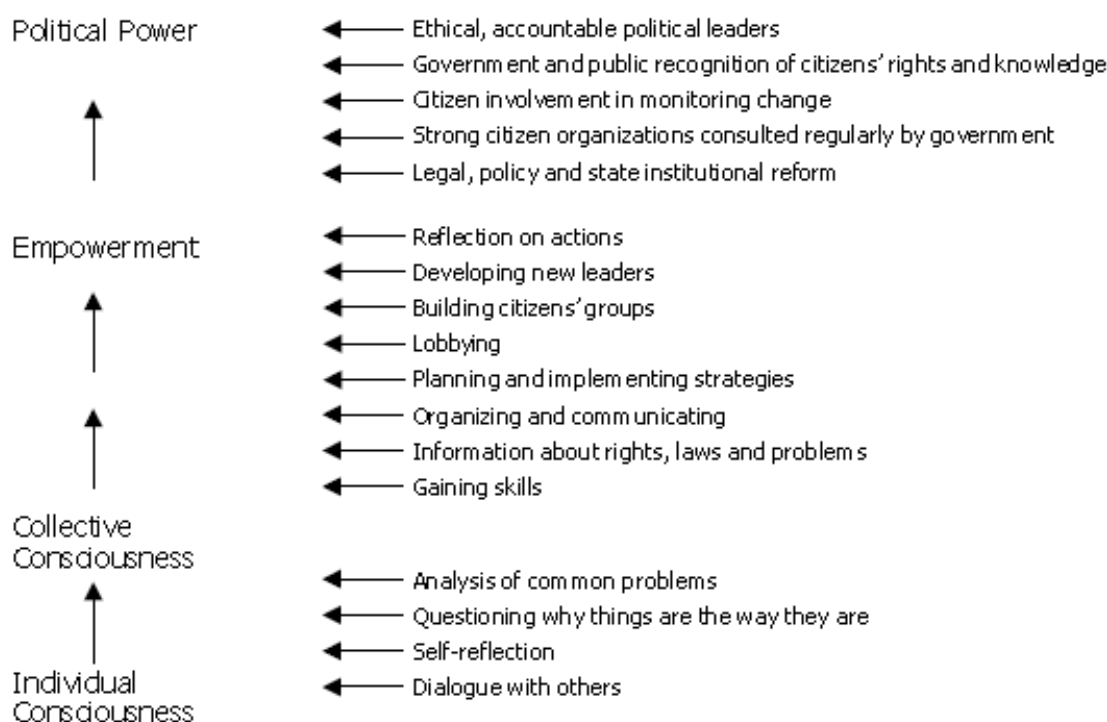 Political Power
Ethical, accountable political leaders
Government and public recognition of citizens’ rights and knowledge
Citizen involvement in monitoring change
Strong citizen organizations consulted regularly by government
Legal, policy and state institutional reform
Empowerment
Reflection on actions
Developing new leaders
Building citizens’ groups
Lobbying
Planning and implementing strategies
Organizing and communicating
Information about rights, laws and problems
Gaining skills
Collective
Consciousness
Analysis of common problems
Questioning why things are the way they are
Self-reflection
Dialogue with others
Individual
Consciousness